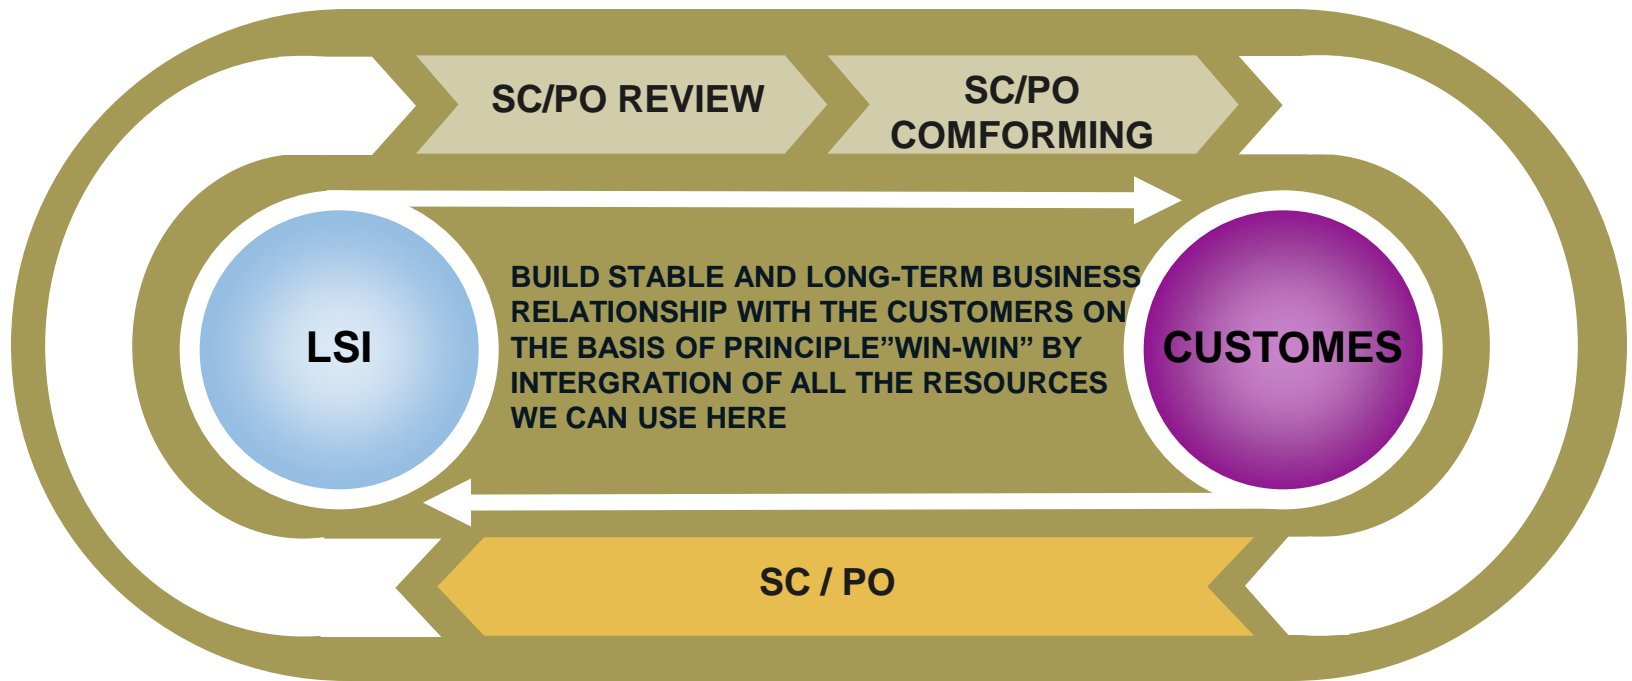 SC/PO REVIEW
SC/PO
COMFORMING
LSI
BUILD STABLE AND LONG-TERM BUSINESS
RELATIONSHIP WITH THE CUSTOMERS ON
THE BASIS OF PRINCIPLE”WIN-WIN” BY
INTERGRATION OF ALL THE RESOURCES
WE CAN USE HERE
CUSTOMES
SC / PO